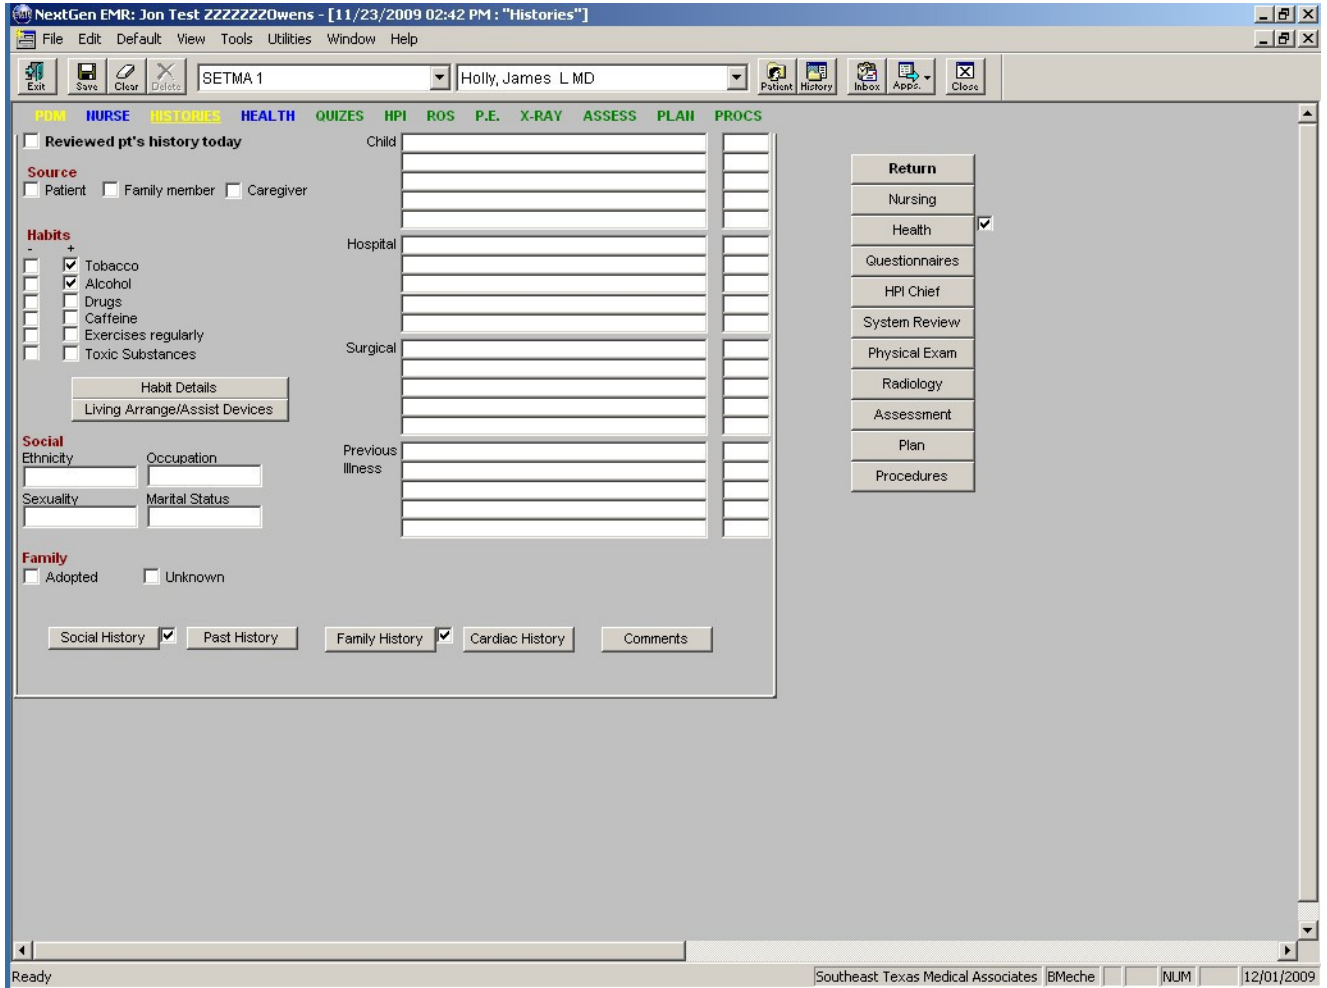 NextGen EMR: Jon Test ZZZZZZZOwens - [11/23/2009 02:42 PM : "Histories"]
File Edit Default View Tools Utilities Window Help
SETMA 1 Holly, James L MD
Exit Save Clear Delete Patient History Inbox Apps. Close
PDM NURSE HISTORIES HEALTH QUIZES HPI ROS P.E. X-RAY ASSESS PLAN PROCS
Reviewed pt's history today
Source
Patient Family member Caregiver
Habits
- +
Tobacco
Alcohol
Drugs
Caffeine
Exercises regularly
Toxic Substances
Habit Details
Living Arrange/Assist Devices
Social
Ethnicity Occupation
Sexuality Marital Status
Family
Adopted Unknown
Child
Hospital
Surgical
Previous
Illness
Social History Past History Family History Cardiac History Comments
Return
Nursing
Health
Questionnaires
HPI Chief
System Review
Physical Exam
Radiology
Assessment
Plan
Procedures
Ready Southeast Texas Medical Associates BMeche NUM 12/01/2009